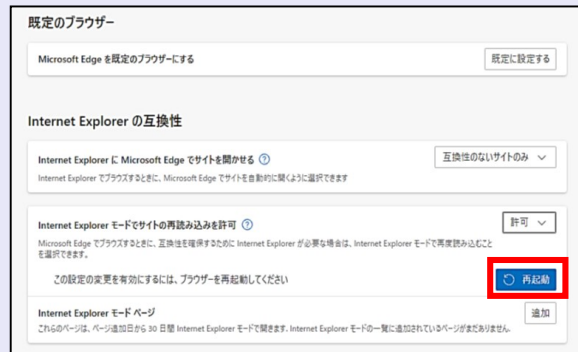 既定のブラウザー
Microsoft Edge を既定のブラウザーにする
既定に設定する
Internet Explorer の互換性
Internet Explorer に Microsoft Edge でサイトを開かせる ?
互換性のないサイトのみ
Internet Explorer でブラウズするときに、Microsoft Edge でサイトを自動的に開くように選択できます
Internet Explorer モードでサイトの再読み込みを許可 ?
許可
Microsoft Edge でブラウズするときに、互換性を確保するために Internet Explorer が必要な場合は、Internet Explorer モードで再度読み込むこと
を選択できます。
この設定の変更を有効にするには、ブラウザーを再起動してください
再起動
Internet Explorer モード ページ
追加
これらのページは、ページ追加日から 30 日間 Internet Explorer モードで開きます。Internet Explorer モードの一覧に追加されているページがまだありません。